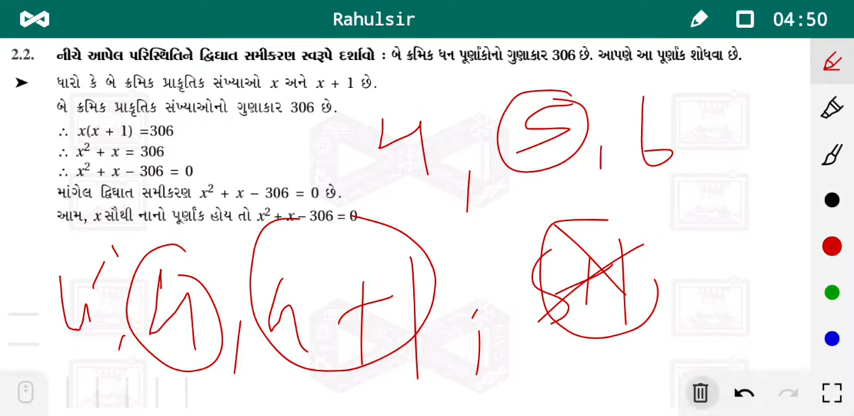 Rahulsir
04:50
2.2. નીચે આપેલ પરિસ્થિતિને દ્વિઘાત સમીકરણ સ્વરૂપે દર્શાવો : બે ક્રમિક ધન પૂર્ણાંકોનો ગુણાકાર 306 છે. આપણે આ પૂર્ણાંક શોધવા છે.
➤ ધારો કે બે ક્રમિક પ્રાકૃતિક સંખ્યાઓ x અને x + 1 છે.
બે ક્રમિક પ્રાકૃતિક સંખ્યાઓનો ગુણાકાર 306 છે.
∴ x(x + 1) =306
∴ x² + x = 306
∴ x² + x − 306 = 0
માંગેલ દ્વિઘાત સમીકરણ x² + x − 306 = 0 છે.
આમ, x સૌથી નાનો પૂર્ણાંક હોય તો x² + x − 306 = 0
5, 6